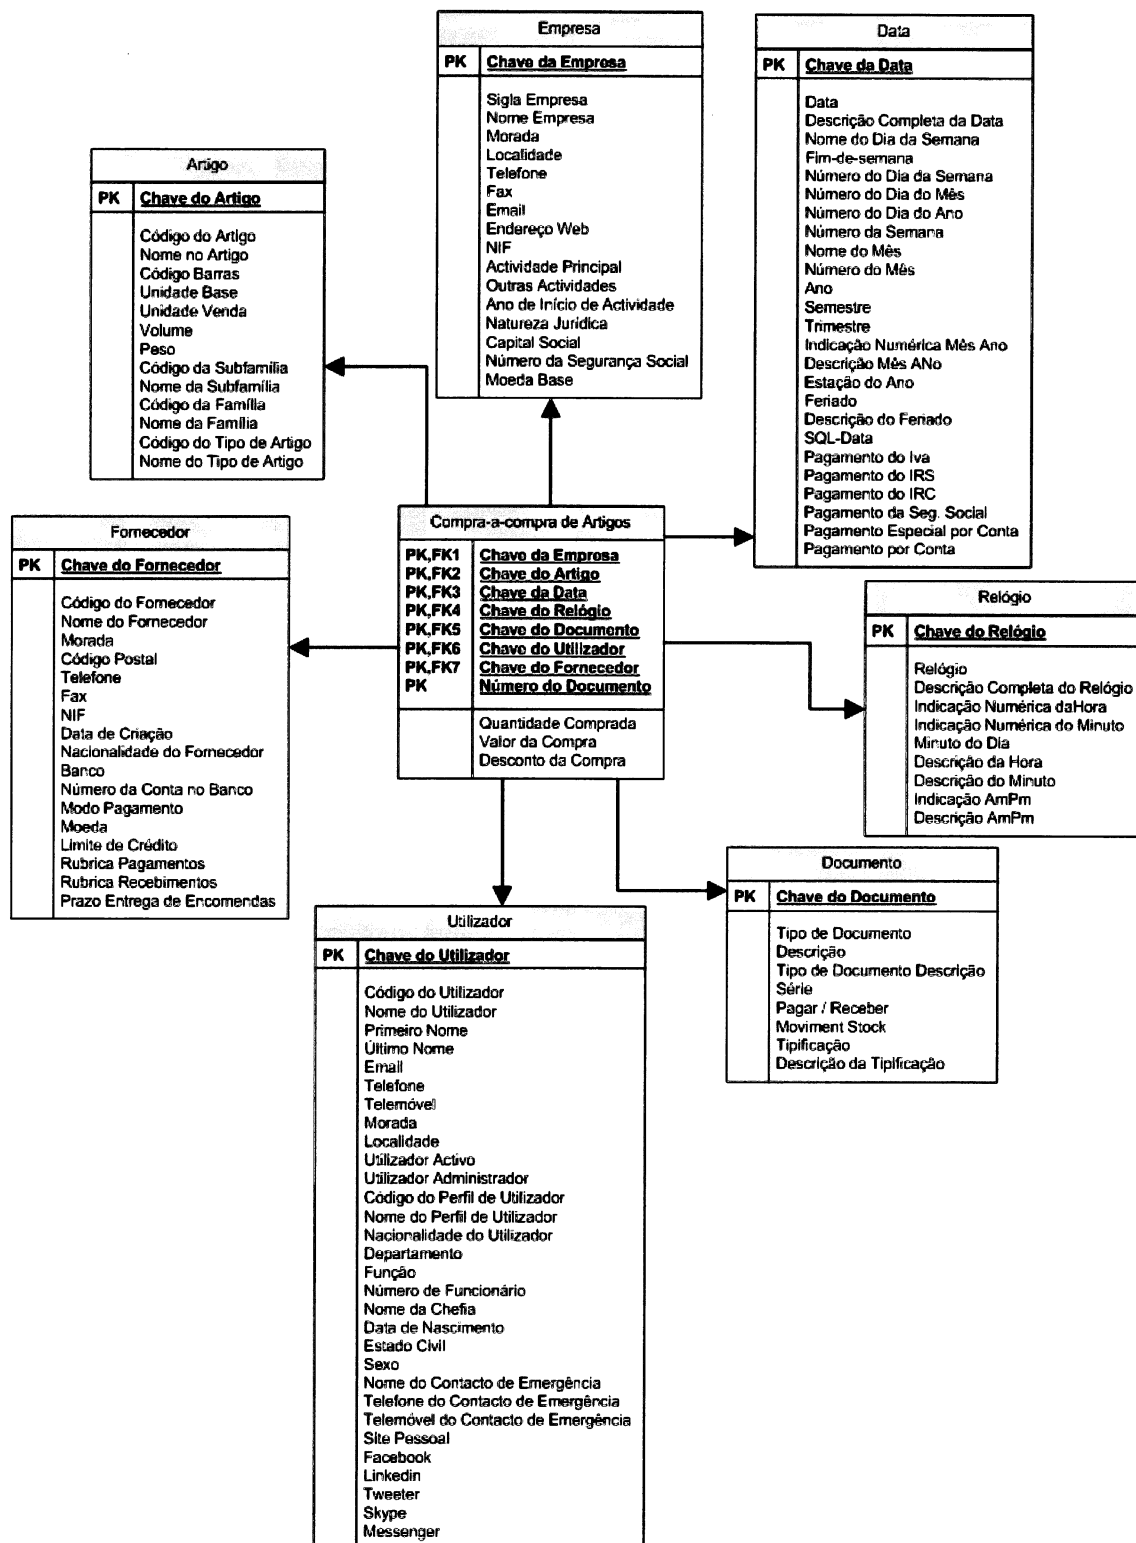 Empresa
PK Chave da Empresa
Sigla Empresa
Nome Empresa
Morada
Localidade
Telefone
Fax
Email
Endereço Web
NIF
Actividade Principal
Outras Actividades
Ano de Início de Actividade
Natureza Jurídica
Capital Social
Número da Segurança Social
Moeda Base
Data
PK Chave da Data
Data
Descrição Completa da Data
Nome do Dia da Semana
Fim-de-semana
Número do Dia da Semana
Número do Dia do Mês
Número do Dia do Ano
Número da Semana
Nome do Mês
Número do Mês
Ano
Semestre
Trimestre
Indicação Numérica Mês Ano
Descrição Mês ANo
Estação do Ano
Feriado
Descrição do Feriado
SQL-Data
Pagamento do Iva
Pagamento do IRS
Pagamento do IRC
Pagamento da Seg. Social
Pagamento Especial por Conta
Pagamento por Conta
Artigo
PK Chave do Artigo
Código do Artigo
Nome no Artigo
Código Barras
Unidade Base
Unidade Venda
Volume
Peso
Código da Subfamília
Nome da Subfamília
Código da Família
Nome da Família
Código do Tipo de Artigo
Nome do Tipo de Artigo
Compra-a-compra de Artigos
PK,FK1 Chave da Empresa
PK,FK2 Chave do Artigo
PK,FK3 Chave da Data
PK,FK4 Chave do Relógio
PK,FK5 Chave do Documento
PK,FK6 Chave do Utilizador
PK,FK7 Chave do Fornecedor
PK Número do Documento
Quantidade Comprada
Valor da Compra
Desconto da Compra
Fornecedor
PK Chave do Fornecedor
Código do Fornecedor
Nome do Fornecedor
Morada
Código Postal
Telefone
Fax
NIF
Data de Criação
Nacionalidade do Fornecedor
Banco
Número da Conta no Banco
Modo Pagamento
Moeda
Limite de Crédito
Rubrica Pagamentos
Rubrica Recebimentos
Prazo Entrega de Encomendas
Relógio
PK Chave do Relógio
Relógio
Descrição Completa do Relógio
Indicação Numérica daHora
Indicação Numérica do Minuto
Minuto do Dia
Descrição da Hora
Descrição do Minuto
Indicação AmPm
Descrição AmPm
Documento
PK Chave do Documento
Tipo de Documento
Descrição
Tipo de Documento Descrição
Série
Pagar / Receber
Moviment Stock
Tipificação
Descrição da Tipificação
Utilizador
PK Chave do Utilizador
Código do Utilizador
Nome do Utilizador
Primeiro Nome
Último Nome
Email
Telefone
Telemóvel
Morada
Localidade
Utilizador Activo
Utilizador Administrador
Código do Perfil de Utilizador
Nome do Perfil de Utilizador
Nacionalidade do Utilizador
Departamento
Função
Número de Funcionário
Nome da Chefia
Data de Nascimento
Estado Civil
Sexo
Nome do Contacto de Emergência
Telefone do Contacto de Emergência
Telemóvel do Contacto de Emergência
Site Pessoal
Facebook
Linkedin
Tweeter
Skype
Messenger